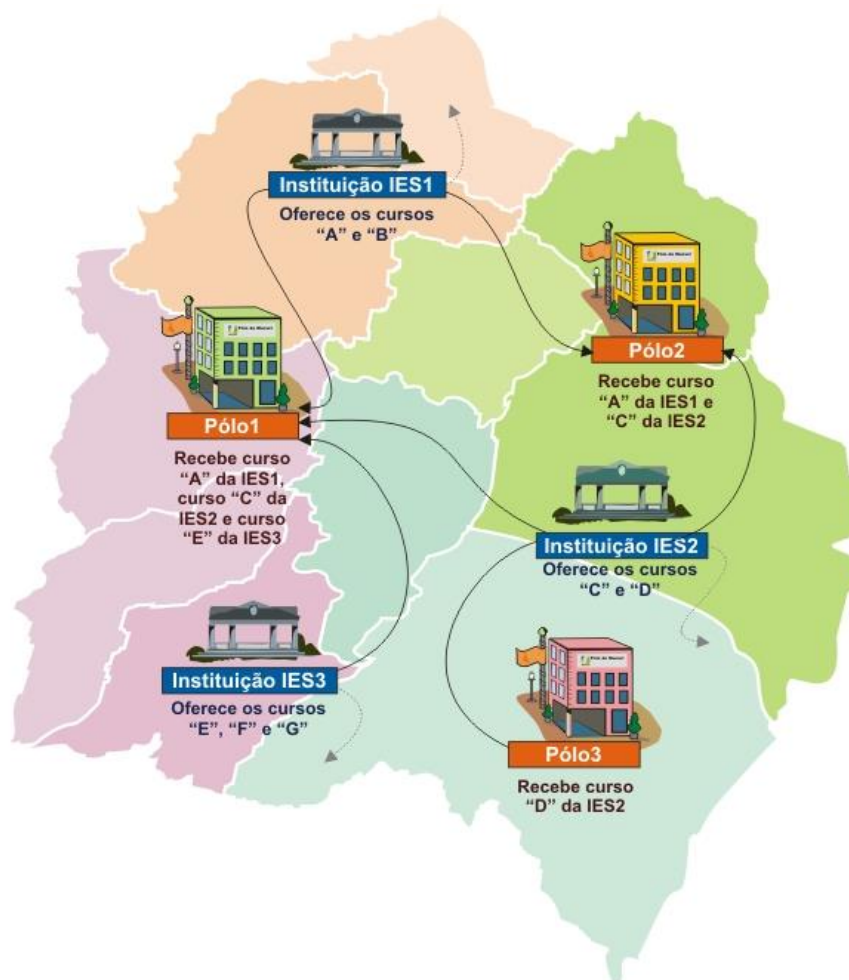 Instituição IES1
Oferece os cursos
“A” e “B”
Pólo2
Recebe curso
“A” da IES1 e
“C” da IES2
Pólo1
Recebe curso
“A” da IES1,
curso “C” da
IES2 e curso
“E” da IES3
Instituição IES2
Oferece os cursos
“C” e “D”
Instituição IES3
Oferece os cursos
“E”, “F” e “G”
Pólo3
Recebe curso
“D” da IES2